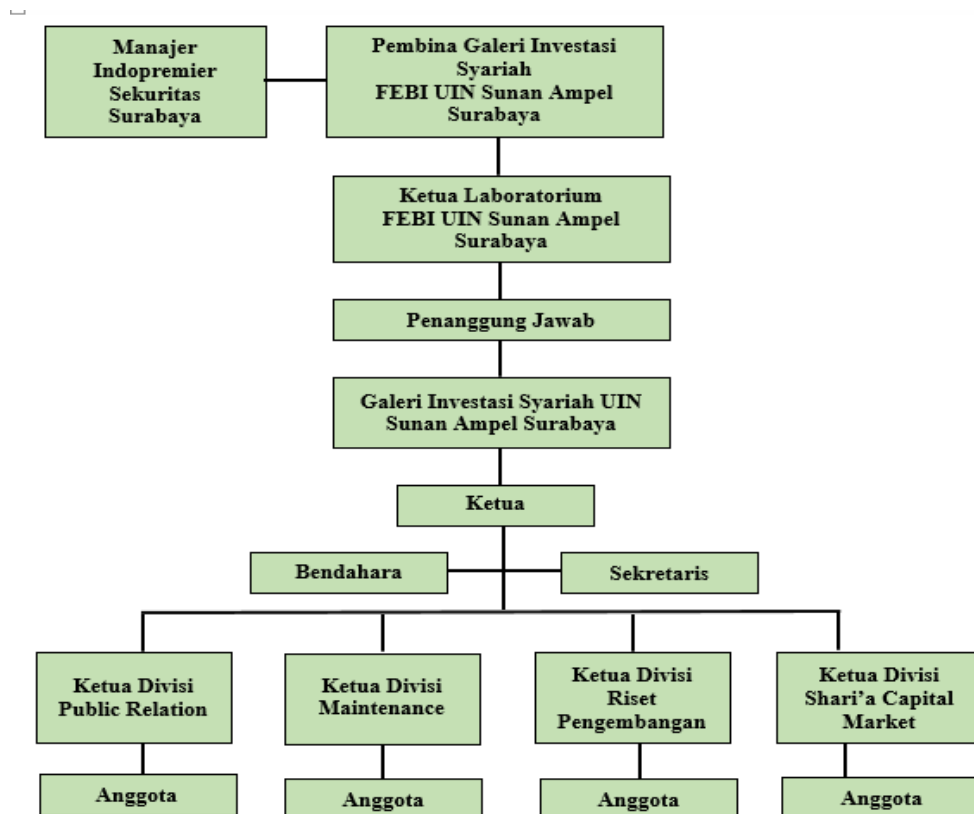 Manajer
Indopremier
Sekuritas
Surabaya
Pembina Galeri Investasi
Syariah
FEBI UIN Sunan Ampel
Surabaya
Ketua Laboratorium
FEBI UIN Sunan Ampel
Surabaya
Penanggung Jawab
Galeri Investasi Syariah UIN
Sunan Ampel Surabaya
Ketua
Bendahara
Sekretaris
Ketua Divisi
Public Relation
Ketua Divisi
Maintenance
Ketua Divisi
Riset
Pengembangan
Ketua Divisi
Shari’a Capital
Market
Anggota
Anggota
Anggota
Anggota